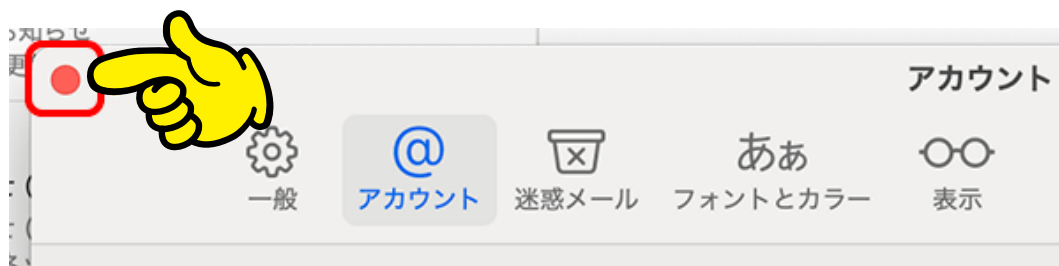 アカウント
一般
アカウント
迷惑メール
フォントとカラー
あぁ
表示